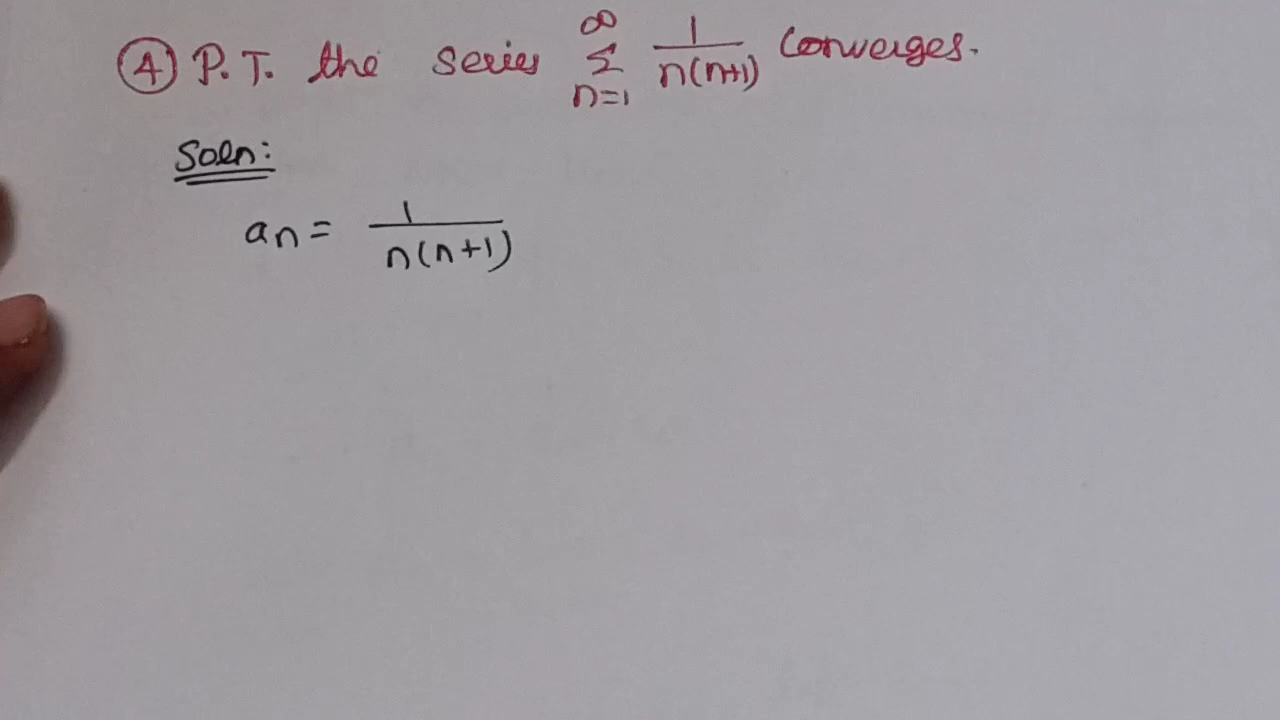 ④ P.T. the series ∑_{n=1}^{∞} 1/n(n+1) Converges.
Soln:
aₙ = 1/n(n+1)